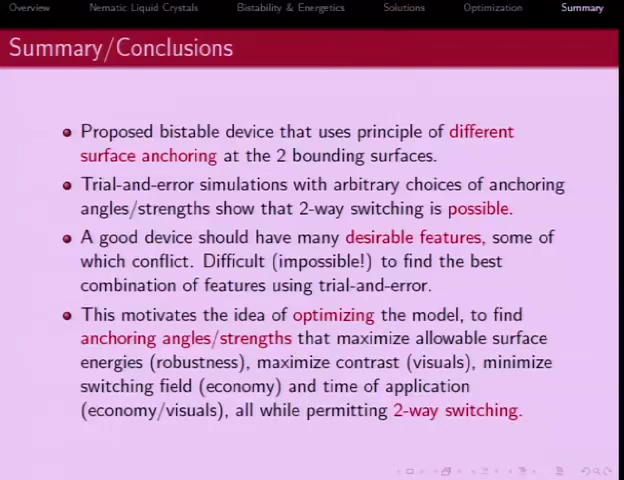 Overview Nematic Liquid Crystals Bistability & Energetics Solutions Optimization Summary
Summary/Conclusions
Proposed bistable device that uses principle of different
surface anchoring at the 2 bounding surfaces.
Trial-and-error simulations with arbitrary choices of anchoring
angles/strengths show that 2-way switching is possible.
A good device should have many desirable features, some of
which conflict. Difficult (impossible!) to find the best
combination of features using trial-and-error.
This motivates the idea of optimizing the model, to find
anchoring angles/strengths that maximize allowable surface
energies (robustness), maximize contrast (visuals), minimize
switching field (economy) and time of application
(economy/visuals), all while permitting 2-way switching.